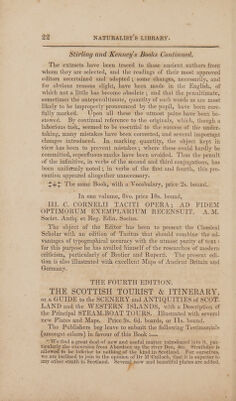 22 NATURALIST'S LIBRARY.
Stirling and Kenney's Books Continued.
The extracts have been traced to those ancient authors from
whom they are selected, and the readings of their most approved
editors ascertained and adopted; some changes, necessarily, and
for obvious reasons slight, have been made in the English, of
which not a little has become obsolete; and that the penultimate,
sometimes the antepenultimate, quantity of such words as are most
likely to be improperly pronounced by the pupil, have been care-
fully marked. Upon all these the utmost pains have been be-
stowed. By continual reference to the originals, which, though a
laborious task, seemed to be essential to the success of the under-
taking, many mistakes have been corrected, and several important
changes introduced. In marking quantity, the object kept in
view has been to prevent mistakes; where these could hardly be
committed, superfluous marks have been avoided. Thus the penult
of the infinitive, in verbs of the second and third conjugations, has
been uniformly noted; in verbs of the first and fourth, this pre-
caution appeared altogether unnecessary.
‡‡‡ The same Book, with a Vocabulary, price 2s. bound.
In one volume, 8vo, price 10s. bound,
III. C. CORNELII TACITI OPERA; AD FIDEM
OPTIMORUM EXEMPLARIUM RECENSUIT. A. M.
Societ. Antiq. et Reg. Edin. Socius.
The object of the Editor has been to present the Classical
Scholar with an edition of Tacitus that should combine the ad-
vantages of typographical accuracy with the utmost purity of text:
for this purpose he has availed himself of the researches of modern
criticism, particularly of Brotier and Ruperti. The present edi-
tion is also illustrated with excellent Maps of Ancient Britain and
Germany.
THE FOURTH EDITION.
THE SCOTTISH TOURIST & ITINERARY,
or a GUIDE to the SCENERY and ANTIQUITIES of SCOT-
LAND and the WESTERN ISLANDS, with a Description of
the Principal STEAM-BOAT TOURS. Illustrated with several
new Plates and Maps. Price 9s. 6d. boards, or 11s. bound.
The Publishers beg leave to submit the following Testimonials
(amongst others) in favour of this Book:—
"We find a great deal of new and useful matter introduced into it, par-
ticularly the excursion from Aberdeen up the river Dee, &c. Strathdee is
allowed to be inferior to nothing of the kind in Scotland. For ourselves,
we are inclined to join in the opinion of Dr M'Culloch, that it is superior to
any other strath in Scotland. Several new and beautiful plates are added.